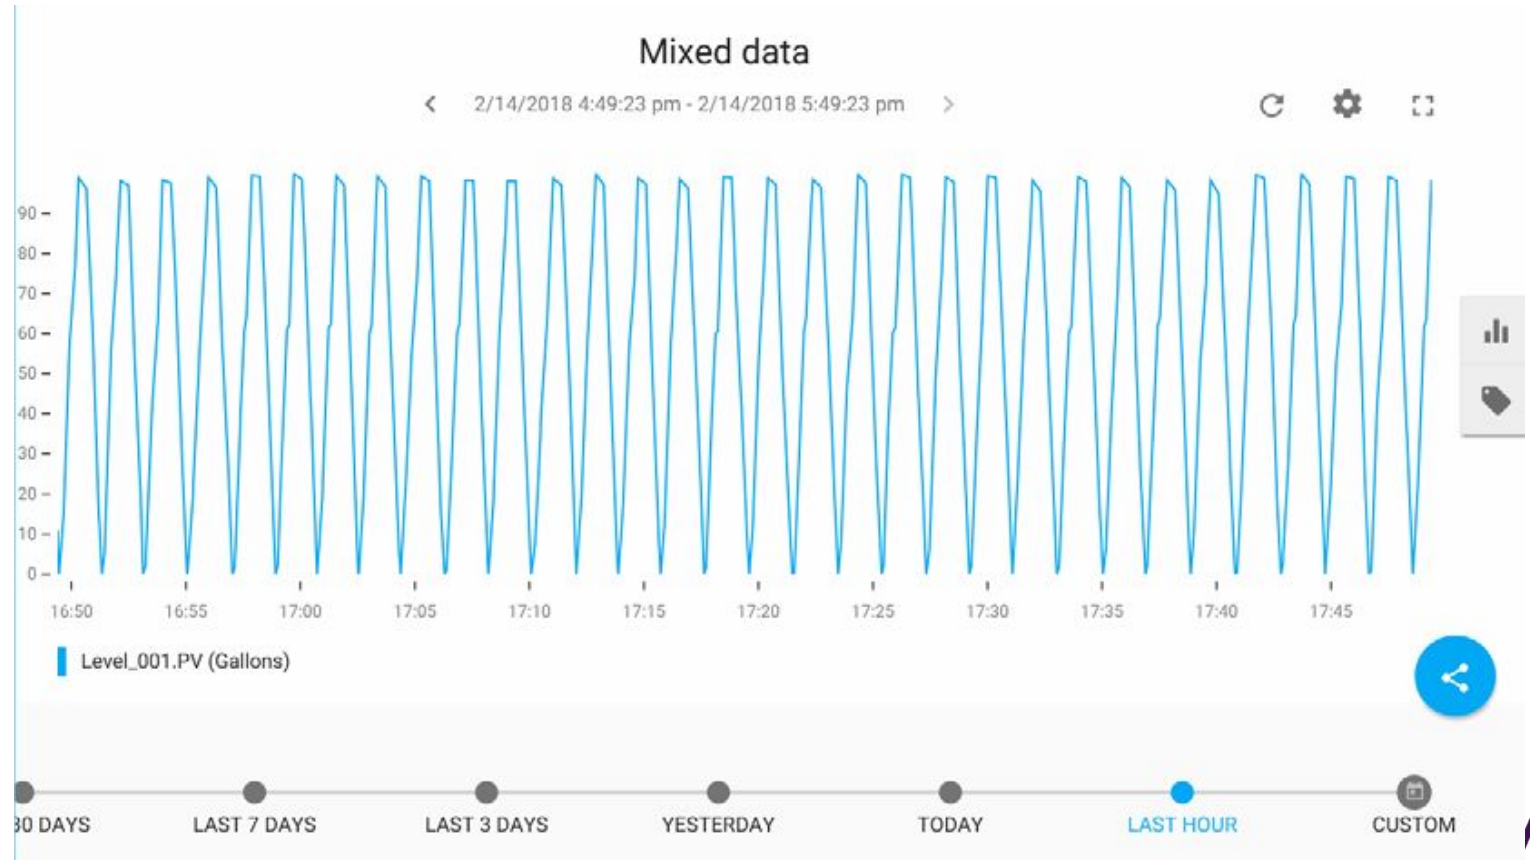 Mixed data
2/14/2018 4:49:23 pm - 2/14/2018 5:49:23 pm
90
80
70
60
50
40
30
20
10
0
16:50 16:55 17:00 17:05 17:10 17:15 17:20 17:25 17:30 17:35 17:40 17:45
Level_001.PV (Gallons)
30 DAYS LAST 7 DAYS LAST 3 DAYS YESTERDAY TODAY LAST HOUR CUSTOM